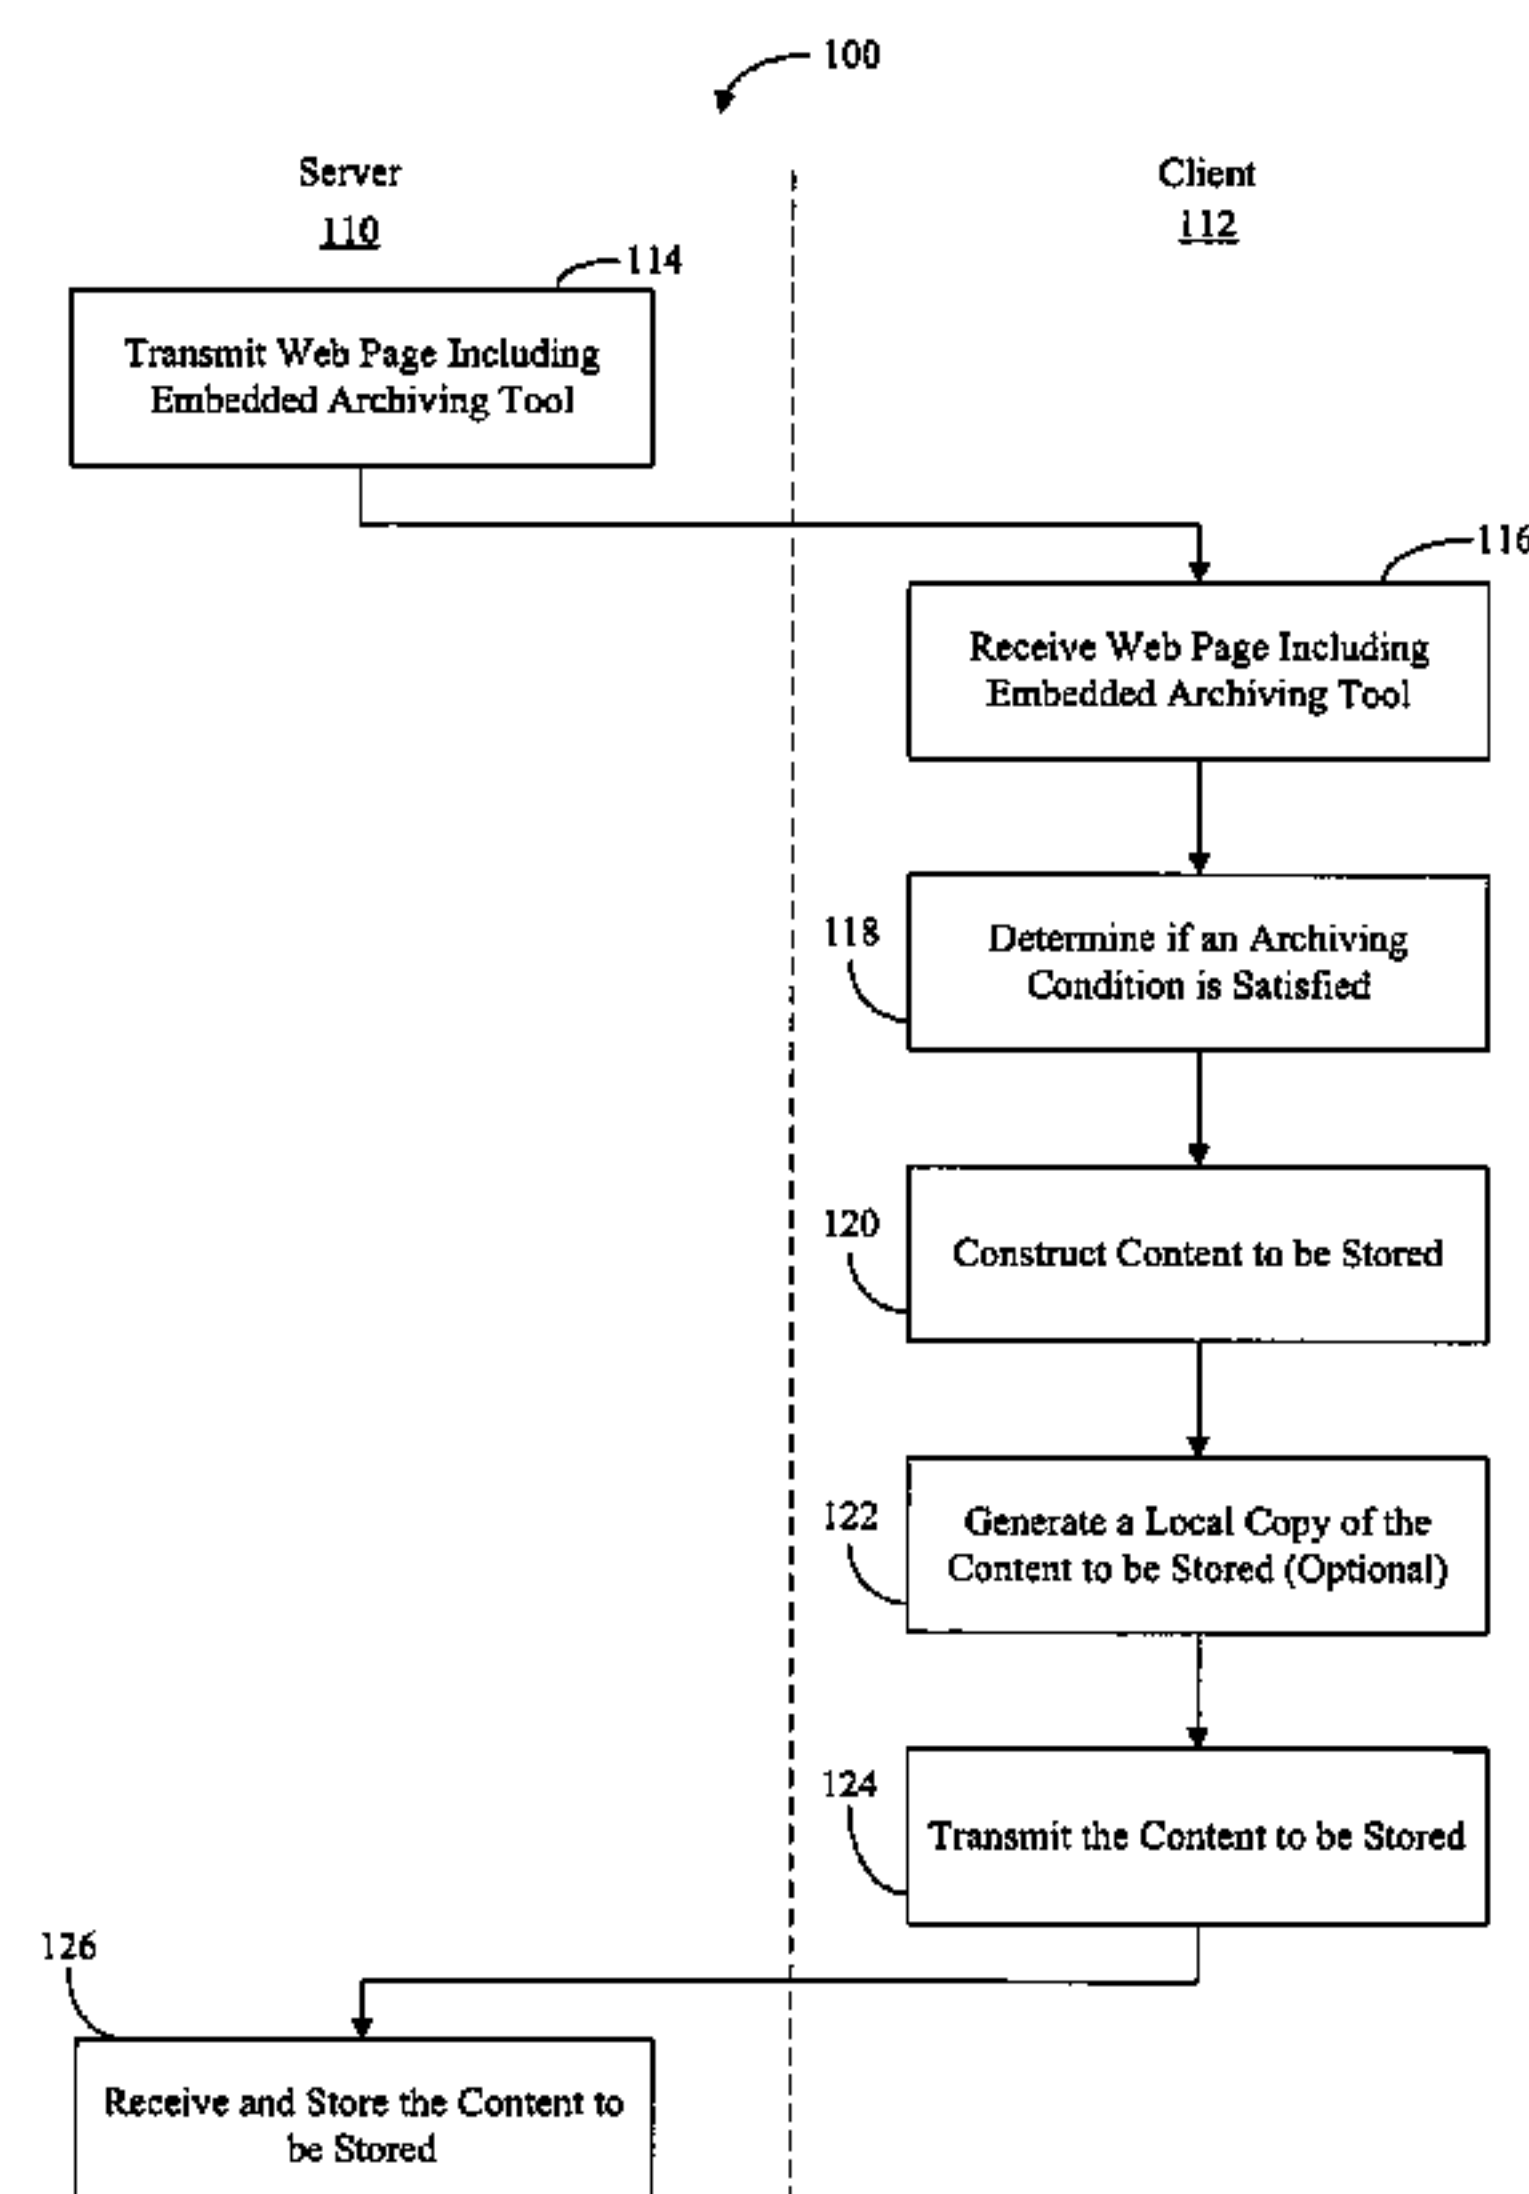 100
Server
110
Client
112
114
Transmit Web Page Including
Embedded Archiving Tool
116
Receive Web Page Including
Embedded Archiving Tool
118
Determine if an Archiving
Condition is Satisfied
120
Construct Content to be Stored
122
Generate a Local Copy of the
Content to be Stored (Optional)
124
Transmit the Content to be Stored
126
Receive and Store the Content to
be Stored